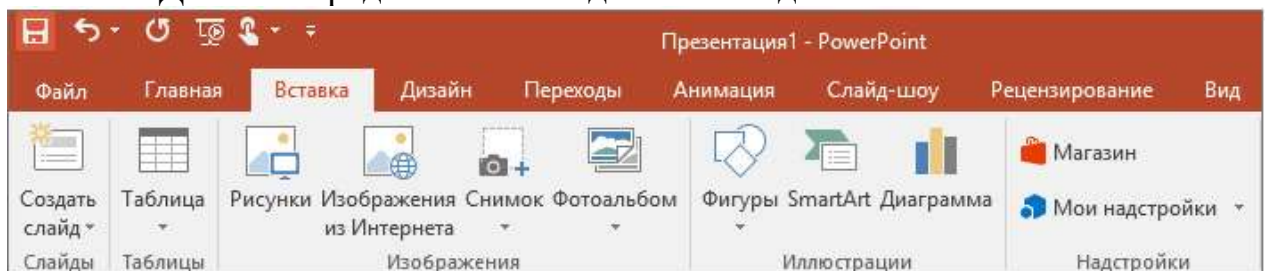 Презентация1 - PowerPoint
Файл Главная Вставка Дизайн Переходы Анимация Слайд-шоу Рецензирование Вид
Создать слайд
Таблица
Рисунки
Изображения из Интернета
Снимок
Фотоальбом
Фигуры
SmartArt
Диаграмма
Магазин
Мои надстройки
Слайды Таблицы Изображения Иллюстрации Надстройки